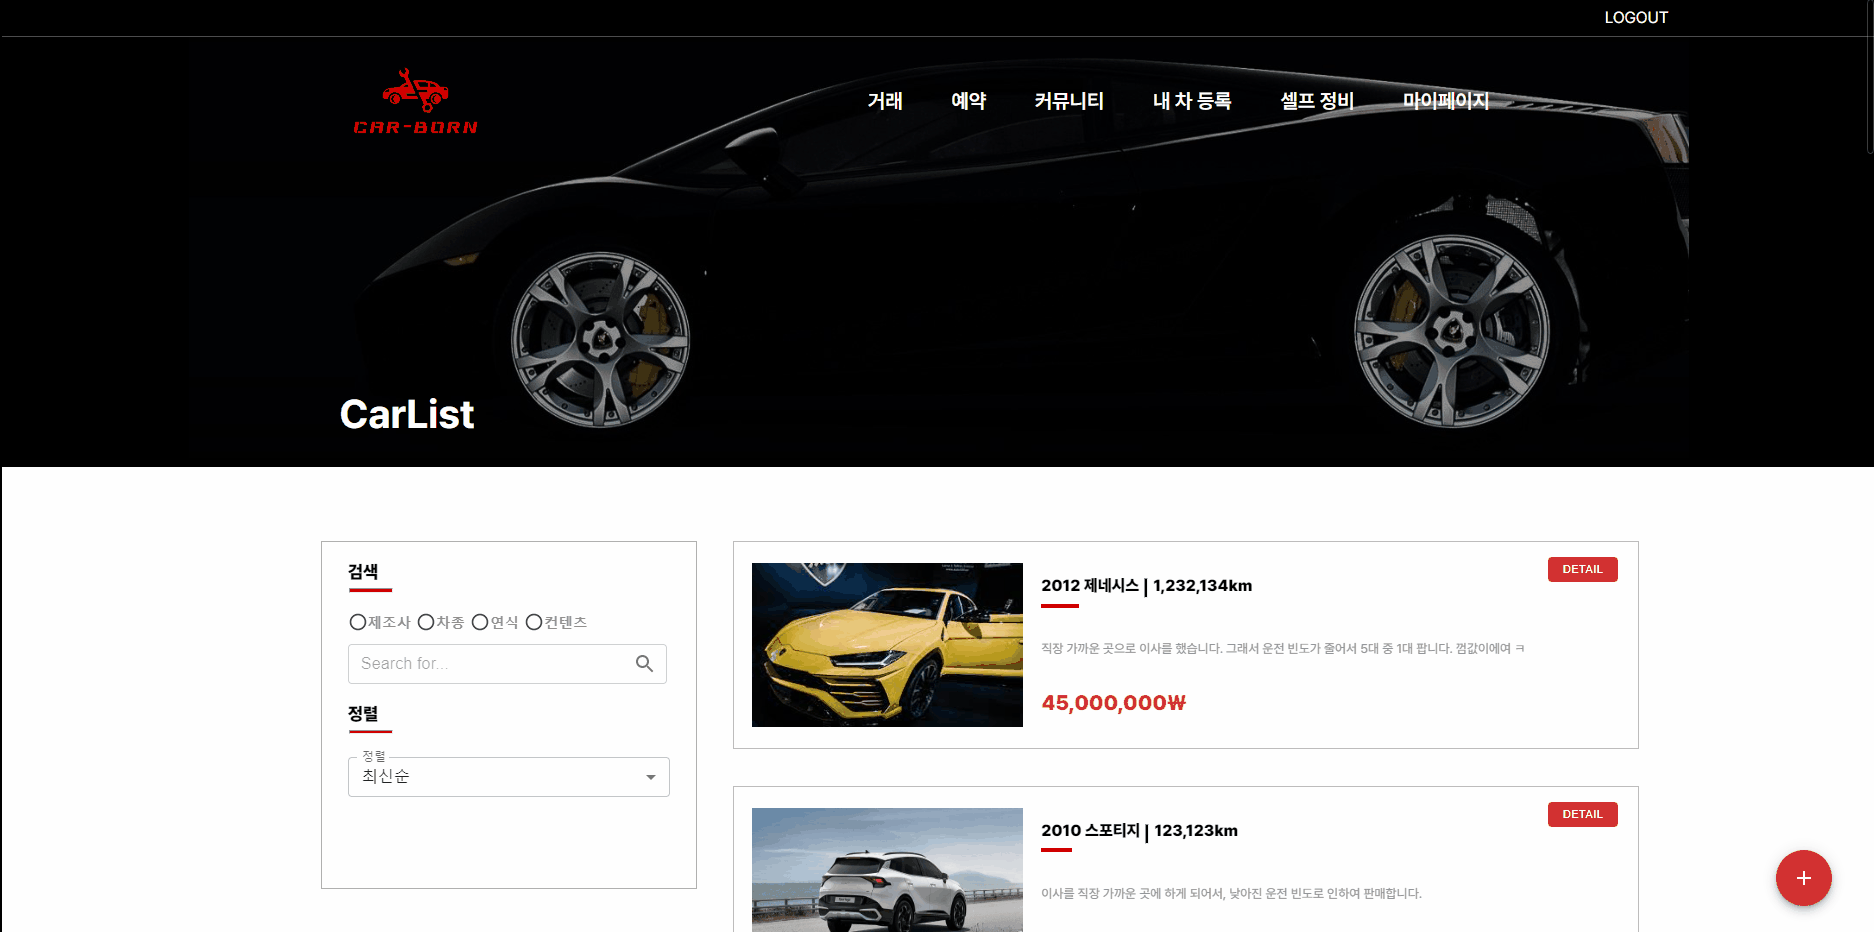 LOGOUT
CAR-BORN
거래 예약 커뮤니티 내 차 등록 셀프 정비 마이페이지
CarList
검색
제조사 차종 연식 컨텐츠
Search for...
정렬
정렬
최신순
2012 제네시스 | 1,232,134km
DETAIL
직장 가까운 곳으로 이사를 했습니다. 그래서 운전 빈도가 줄어서 5대 중 1대 팝니다. 껌값이에여 ㅋ
45,000,000₩
2010 스포티지 | 123,123km
DETAIL
이사를 직장 가까운 곳에 하게 되어서, 낮아진 운전 빈도로 인하여 판매합니다.
+